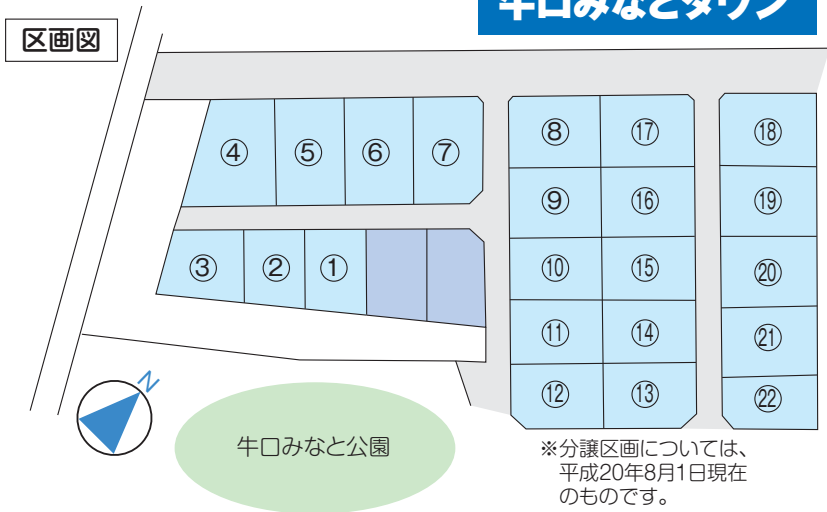 牛口みなとタウン
区画図
④ ⑤ ⑥ ⑦ ⑧ ⑰ ⑱
⑨ ⑯ ⑲
③ ② ① ⑩ ⑮ ⑳
⑪ ⑭ ㉑
⑫ ⑬ ㉒
N
牛口みなと公園
※分譲区画については、
平成20年8月1日現在
のものです。